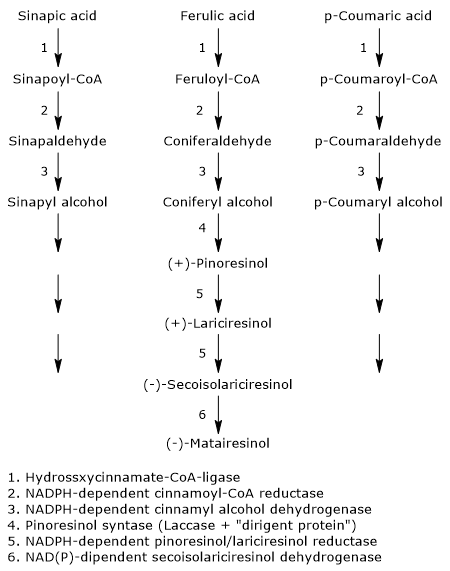 Sinapic acid Ferulic acid p-Coumaric acid
1 1 1
Sinapoyl-CoA Feruloyl-CoA p-Coumaroyl-CoA
2 2 2
Sinapaldehyde Coniferaldehyde p-Coumaraldehyde
3 3 3
Sinapyl alcohol Coniferyl alcohol p-Coumaryl alcohol
4
(+)-Pinoresinol
5
(+)-Lariciresinol
5
(-)-Secoisolariciresinol
6
(-)-Matairesinol
1. Hydrossxycinnamate-CoA-ligase
2. NADPH-dependent cinnamoyl-CoA reductase
3. NADPH-dependent cinnamyl alcohol dehydrogenase
4. Pinoresinol syntase (Laccase + "dirigent protein")
5. NADPH-dependent pinoresinol/lariciresinol reductase
6. NAD(P)-dipendent secoisolariciresinol dehydrogenase